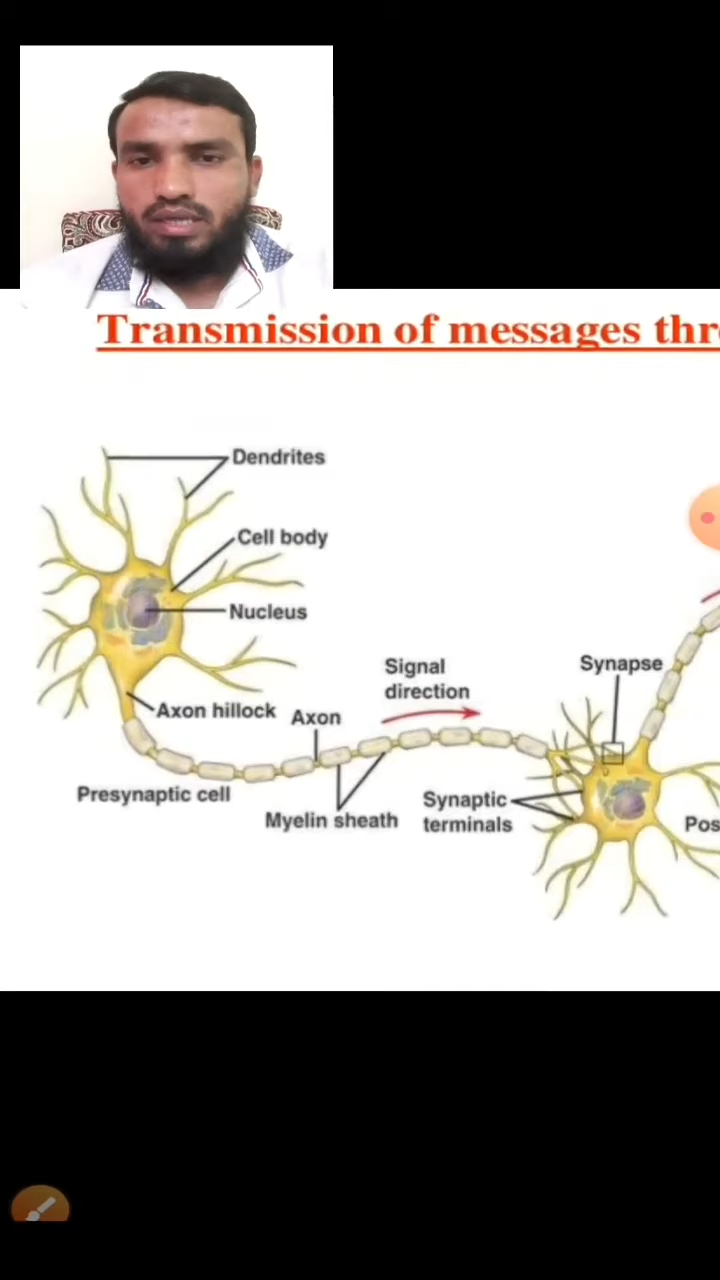 Transmission of messages thr
Dendrites
Cell body
Nucleus
Axon hillock
Axon
Signal
direction
Synapse
Presynaptic cell
Myelin sheath
Synaptic
terminals
Pos